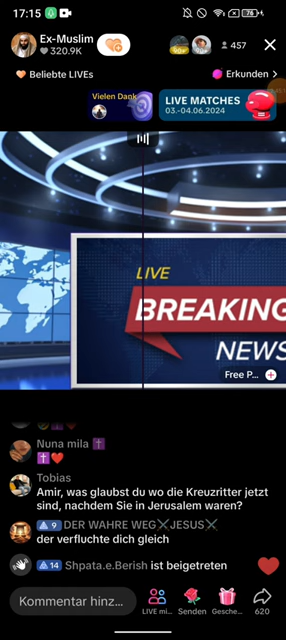 17:15
76
Ex-Muslim
320.9K
457
Beliebte LIVEs
Erkunden >
Vielen Dank
LIVE MATCHES
03.-04.06.2024
LIVE
BREAKING
NEWS
Free P...
Nuna mila ✝️
✝️❤️
Tobias
Amir, was glaubst du wo die Kreuzritter jetzt
sind, nachdem Sie in Jerusalem waren?
9 DER WAHRE WEG⚔JESUS⚔
der verfluchte dich gleich
14 Shpata.e.Berish ist beigetreten
Kommentar hinz...
LIVE mi...
Senden
Gesche...
620